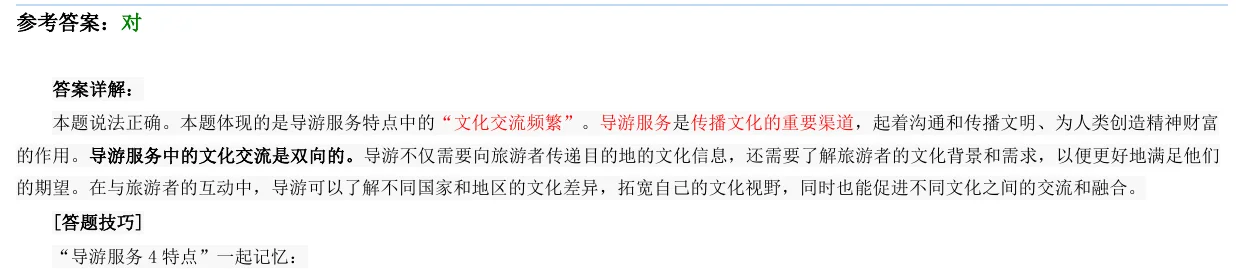 参考答案：对
答案详解：
本题说法正确。本题体现的是导游服务特点中的“文化交流频繁”。导游服务是传播文化的重要渠道，起着沟通和传播文明、为人类创造精神财富
的作用。导游服务中的文化交流是双向的。导游不仅需要向旅游者传递目的地的文化信息，还需要了解旅游者的文化背景和需求，以便更好地满足他们
的期望。在与旅游者的互动中，导游可以了解不同国家和地区的文化差异，拓宽自己的文化视野，同时也能促进不同文化之间的交流和融合。
[答题技巧]
“导游服务 4 特点”一起记忆：